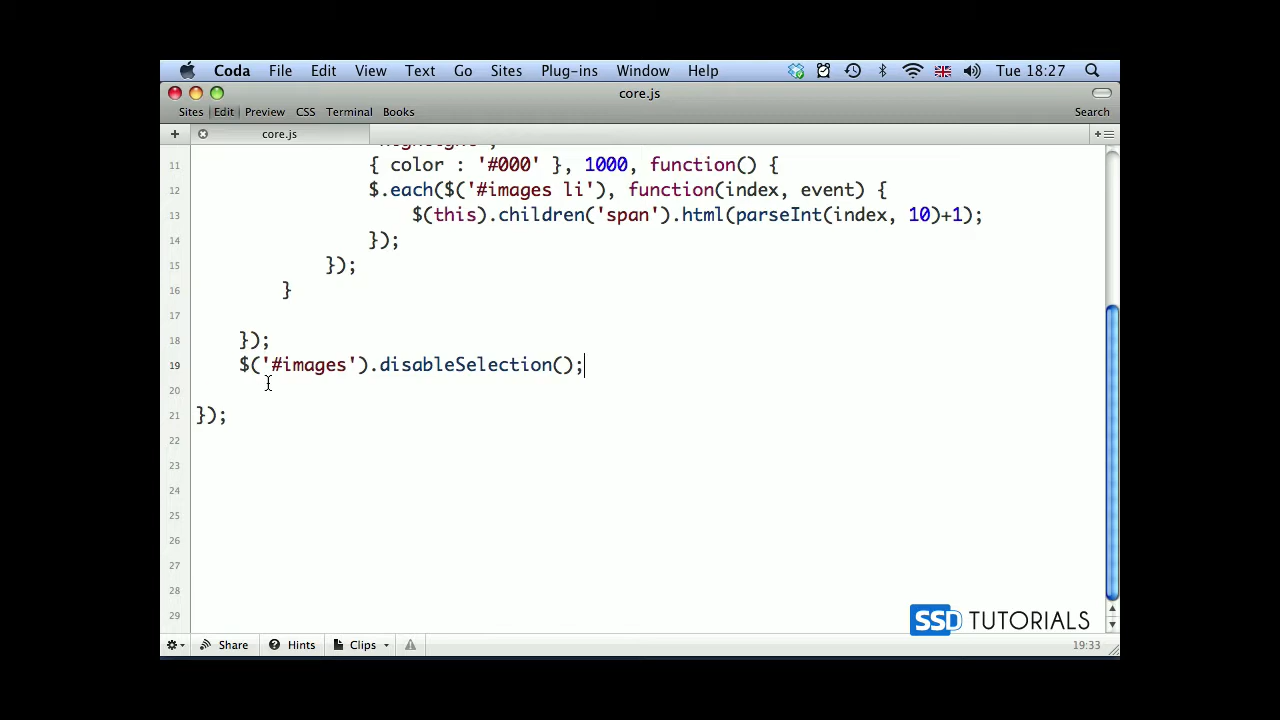 Coda File Edit View Text Go Sites Plug-ins Window Help Tue 18:27
core.js
Sites Edit Preview CSS Terminal Books Search
core.js
11 { color : '#000' }, 1000, function() {
12 $.each($('#images li'), function(index, event) {
13 $(this).children('span').html(parseInt(index, 10)+1);
14 });
15 });
16 }
17
18 });
19 $('#images').disableSelection();
20
21 });
22
23
24
25
26
27
28
29
SSD TUTORIALS
Share Hints Clips 19:33